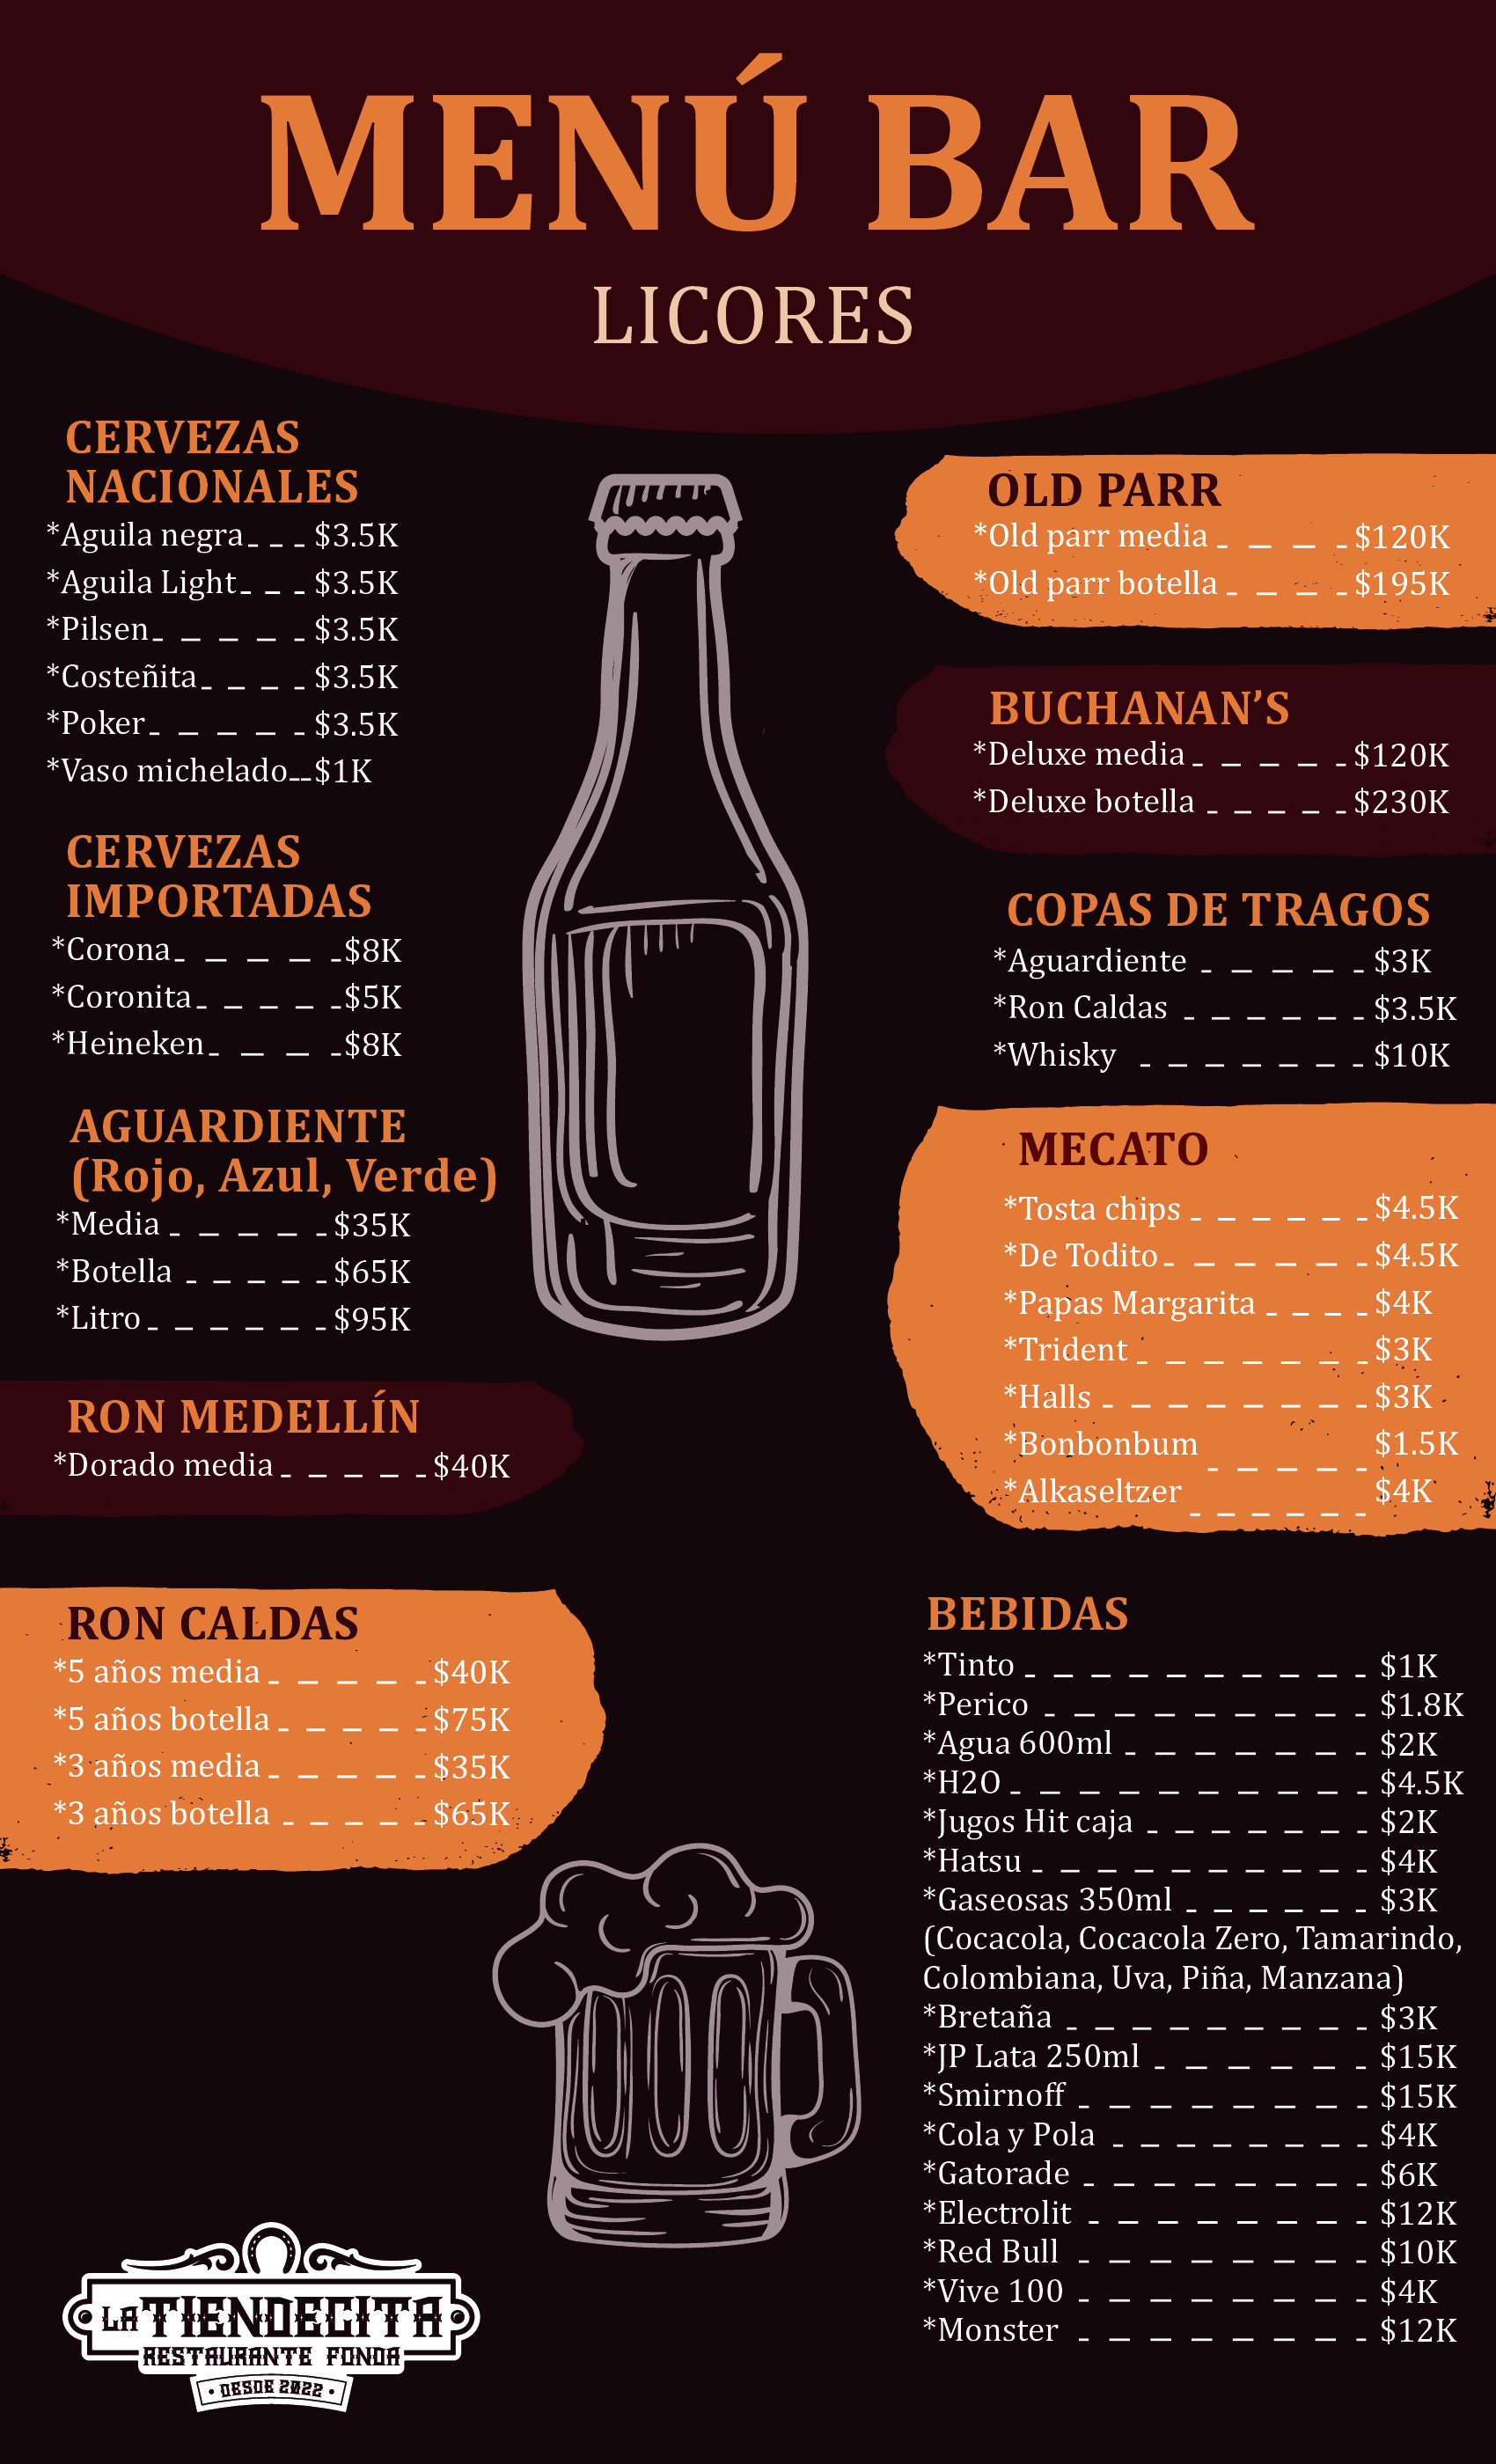 MENÚ BAR
LICORES
CERVEZAS
NACIONALES
*Aguila negra_ _ _ $3.5K
*Aguila Light_ _ _ $3.5K
*Pilsen_ _ _ _ _ $3.5K
*Costeñita_ _ _ _ $3.5K
*Poker_ _ _ _ _ $3.5K
*Vaso michelado_ _$1K
CERVEZAS
IMPORTADAS
*Corona_ _ _ _ _$8K
*Coronita_ _ _ _ _$5K
*Heineken_ _ _ _$8K
AGUARDIENTE
(Rojo, Azul, Verde)
*Media _ _ _ _ _ $35K
*Botella _ _ _ _ _ $65K
*Litro _ _ _ _ _ _ $95K
RON MEDELLÍN
*Dorado media _ _ _ _ _ $40K
RON CALDAS
*5 años media _ _ _ _ _ $40K
*5 años botella _ _ _ _ _ $75K
*3 años media _ _ _ _ _ $35K
*3 años botella _ _ _ _ _ $65K
OLD PARR
*Old parr media _ _ _ _ $120K
*Old parr botella _ _ _ _ $195K
BUCHANAN’S
*Deluxe media _ _ _ _ _ $120K
*Deluxe botella _ _ _ _ _ $230K
COPAS DE TRAGOS
*Aguardiente _ _ _ _ _ $3K
*Ron Caldas _ _ _ _ _ _ $3.5K
*Whisky _ _ _ _ _ _ _ $10K
MECATO
*Tosta chips _ _ _ _ _ _ $4.5K
*De Todito _ _ _ _ _ _ $4.5K
*Papas Margarita _ _ _ _ $4K
*Trident _ _ _ _ _ _ _ $3K
*Halls _ _ _ _ _ _ _ _ $3K
*Bonbonbum _ _ _ _ _ $1.5K
*Alkaseltzer _ _ _ _ _ _ $4K
BEBIDAS
*Tinto _ _ _ _ _ _ _ _ _ _ $1K
*Perico _ _ _ _ _ _ _ _ _ _ $1.8K
*Agua 600ml _ _ _ _ _ _ _ $2K
*H2O _ _ _ _ _ _ _ _ _ _ $4.5K
*Jugos Hit caja _ _ _ _ _ _ _ $2K
*Hatsu _ _ _ _ _ _ _ _ _ _ $4K
*Gaseosas 350ml _ _ _ _ _ _ $3K
(Cocacola, Cocacola Zero, Tamarindo,
Colombiana, Uva, Piña, Manzana)
*Bretaña _ _ _ _ _ _ _ _ _ $3K
*JP Lata 250ml _ _ _ _ _ _ $15K
*Smirnoff _ _ _ _ _ _ _ _ $15K
*Cola y Pola _ _ _ _ _ _ _ _ $4K
*Gatorade _ _ _ _ _ _ _ _ $6K
*Electrolit _ _ _ _ _ _ _ _ $12K
*Red Bull _ _ _ _ _ _ _ _ $10K
*Vive 100 _ _ _ _ _ _ _ _ $4K
*Monster _ _ _ _ _ _ _ _ $12K
LA TIENDECITA
RESTAURANTE FONDA
• DESDE 2022 •